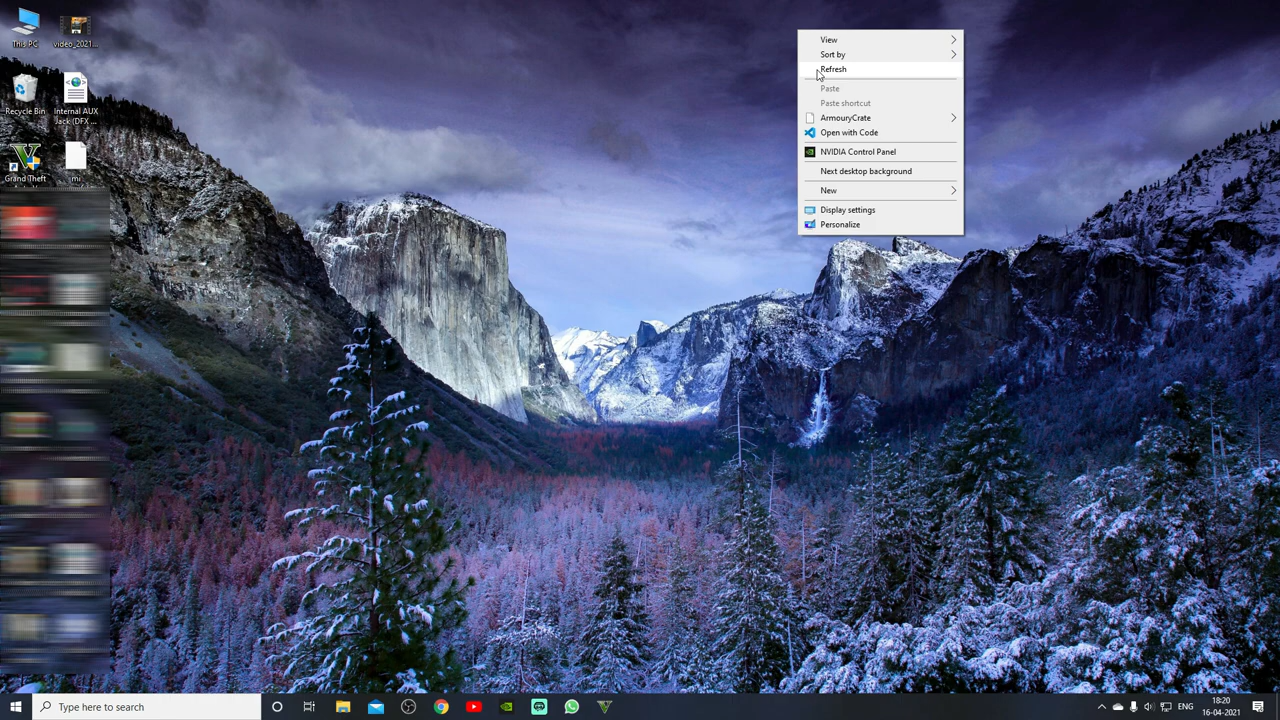 This PC
video_2021...
Recycle Bin
Internal AUX
Jack (DFX ...
Grand Theft
mi
View
Sort by
Refresh
Paste
Paste shortcut
ArmouryCrate
Open with Code
NVIDIA Control Panel
Next desktop background
New
Display settings
Personalize
Type here to search
ENG
18:20
16-04-2021